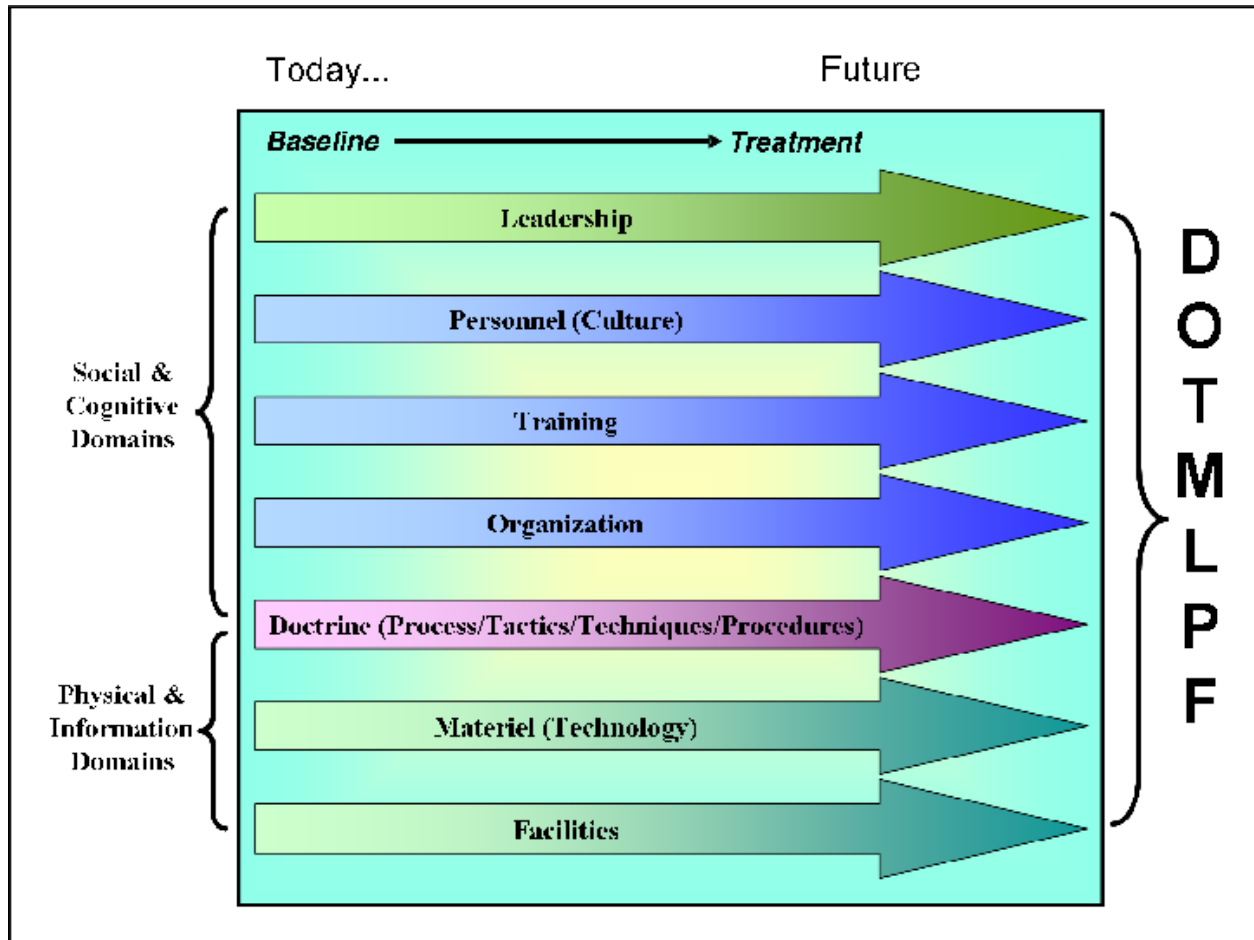 Today...
Future
Baseline
Treatment
Leadership
Personnel (Culture)
Training
Organization
Doctrine (Process/Tactics/Techniques/Procedures)
Materiel (Technology)
Facilities
Social &
Cognitive
Domains
Physical &
Information
Domains
D
O
T
M
L
P
F